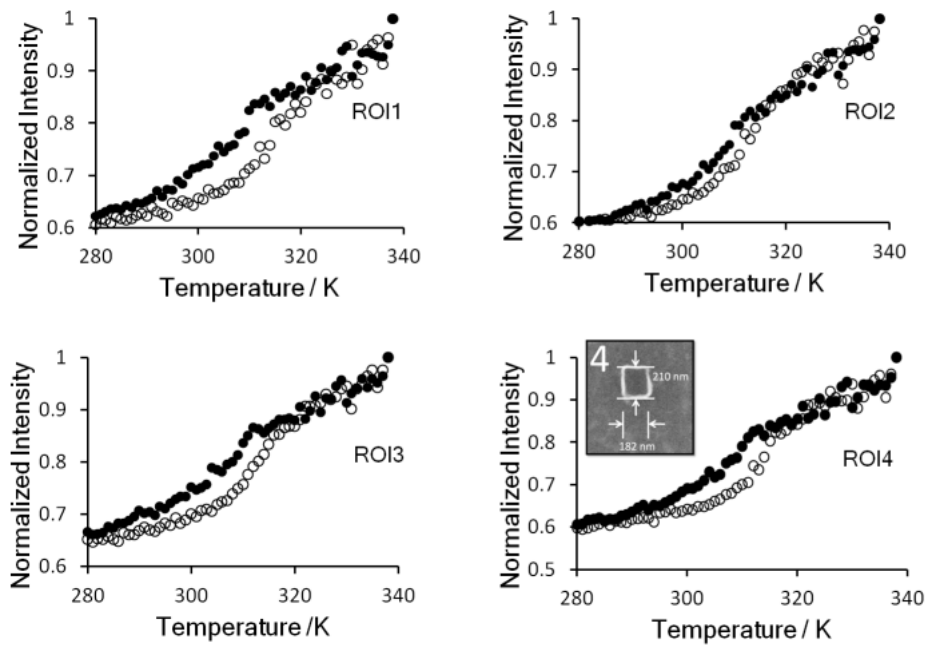 1
0.9
0.8
0.7
0.6
280 300 320 340
Normalized Intensity
Temperature / K
ROI1
1
0.9
0.8
0.7
0.6
280 300 320 340
Normalized Intensity
Temperature / K
ROI2
1
0.9
0.8
0.7
0.6
280 300 320 340
Normalized Intensity
Temperature /K
ROI3
1
0.9
0.8
0.7
0.6
0.5
280 300 320 340
Normalized Intensity
Temperature / K
ROI4
4
210 nm
182 nm